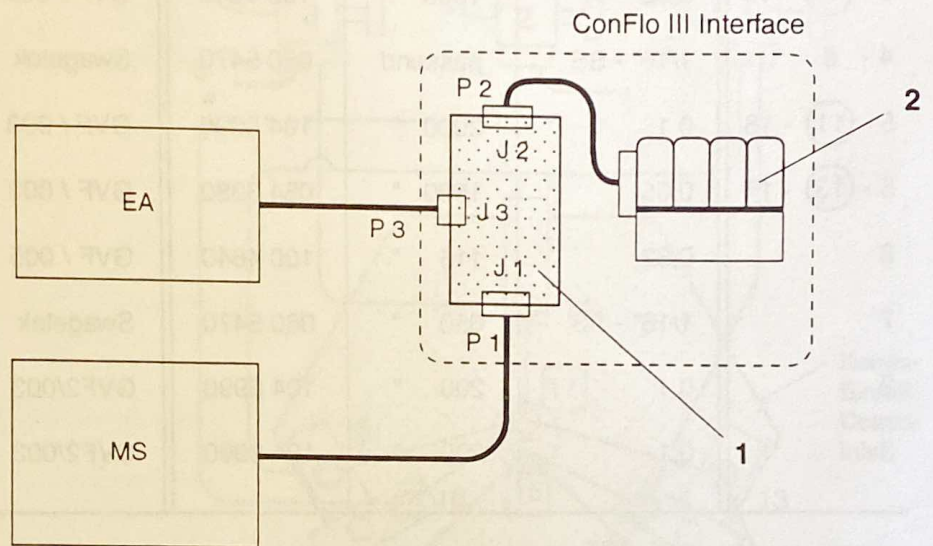 ConFlo III Interface
P 2
J 2
2
EA
J 3
P 3
J 1
P 1
MS
1